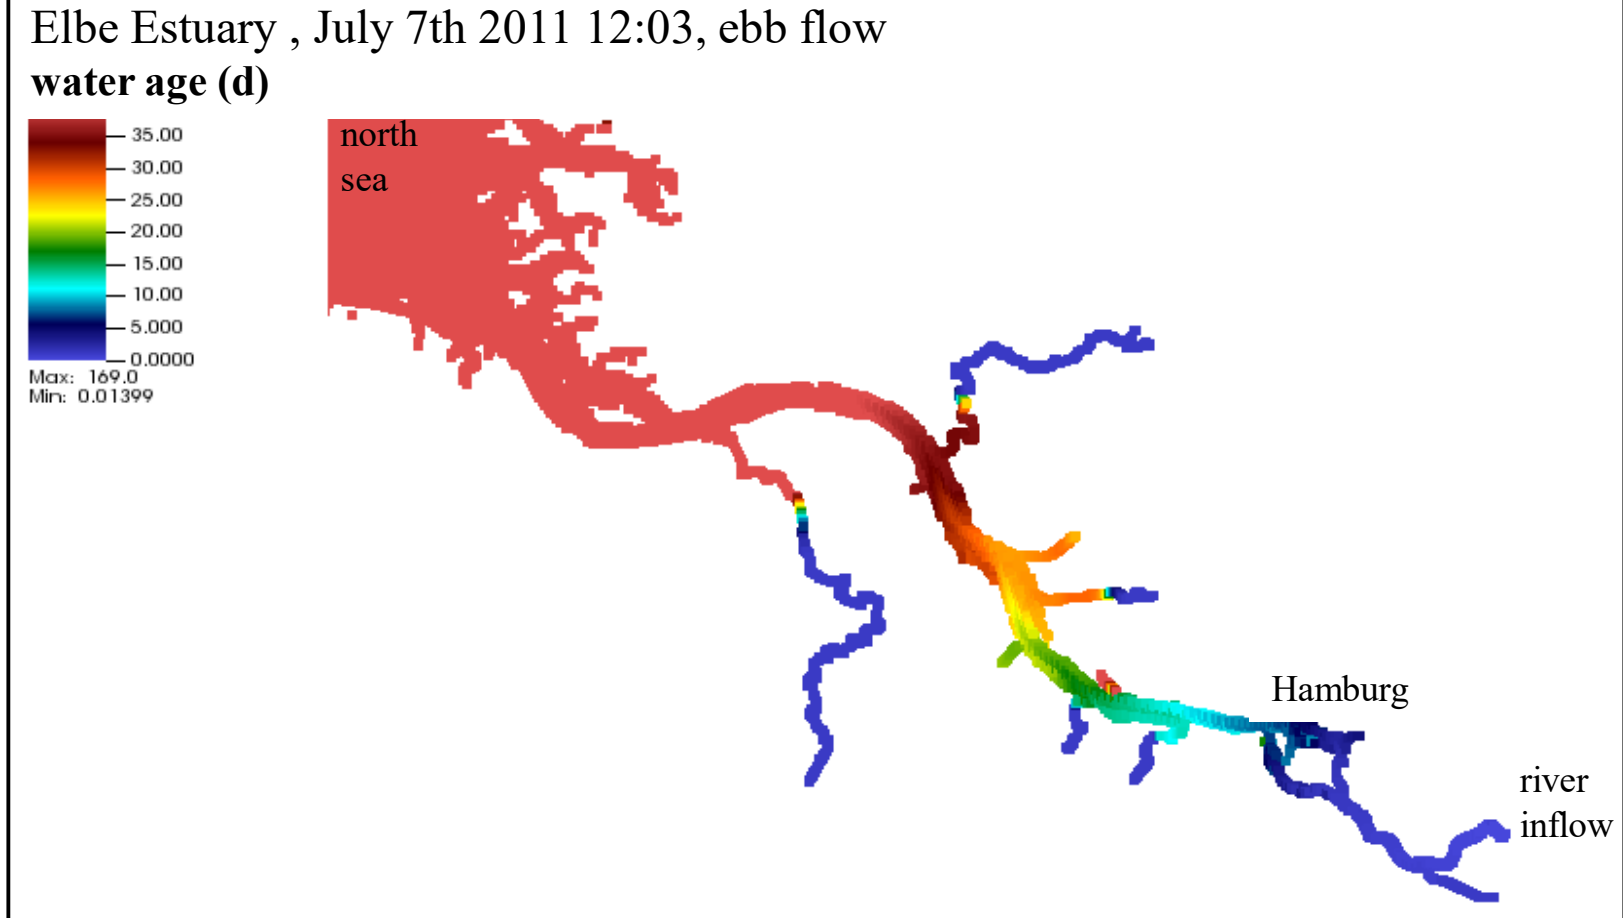 Elbe Estuary , July 7th 2011 12:03, ebb flow
water age (d)
35.00
30.00
25.00
20.00
15.00
10.00
5.000
0.0000
Max: 169.0
Min: 0.01399
north
sea
Hamburg
river
inflow